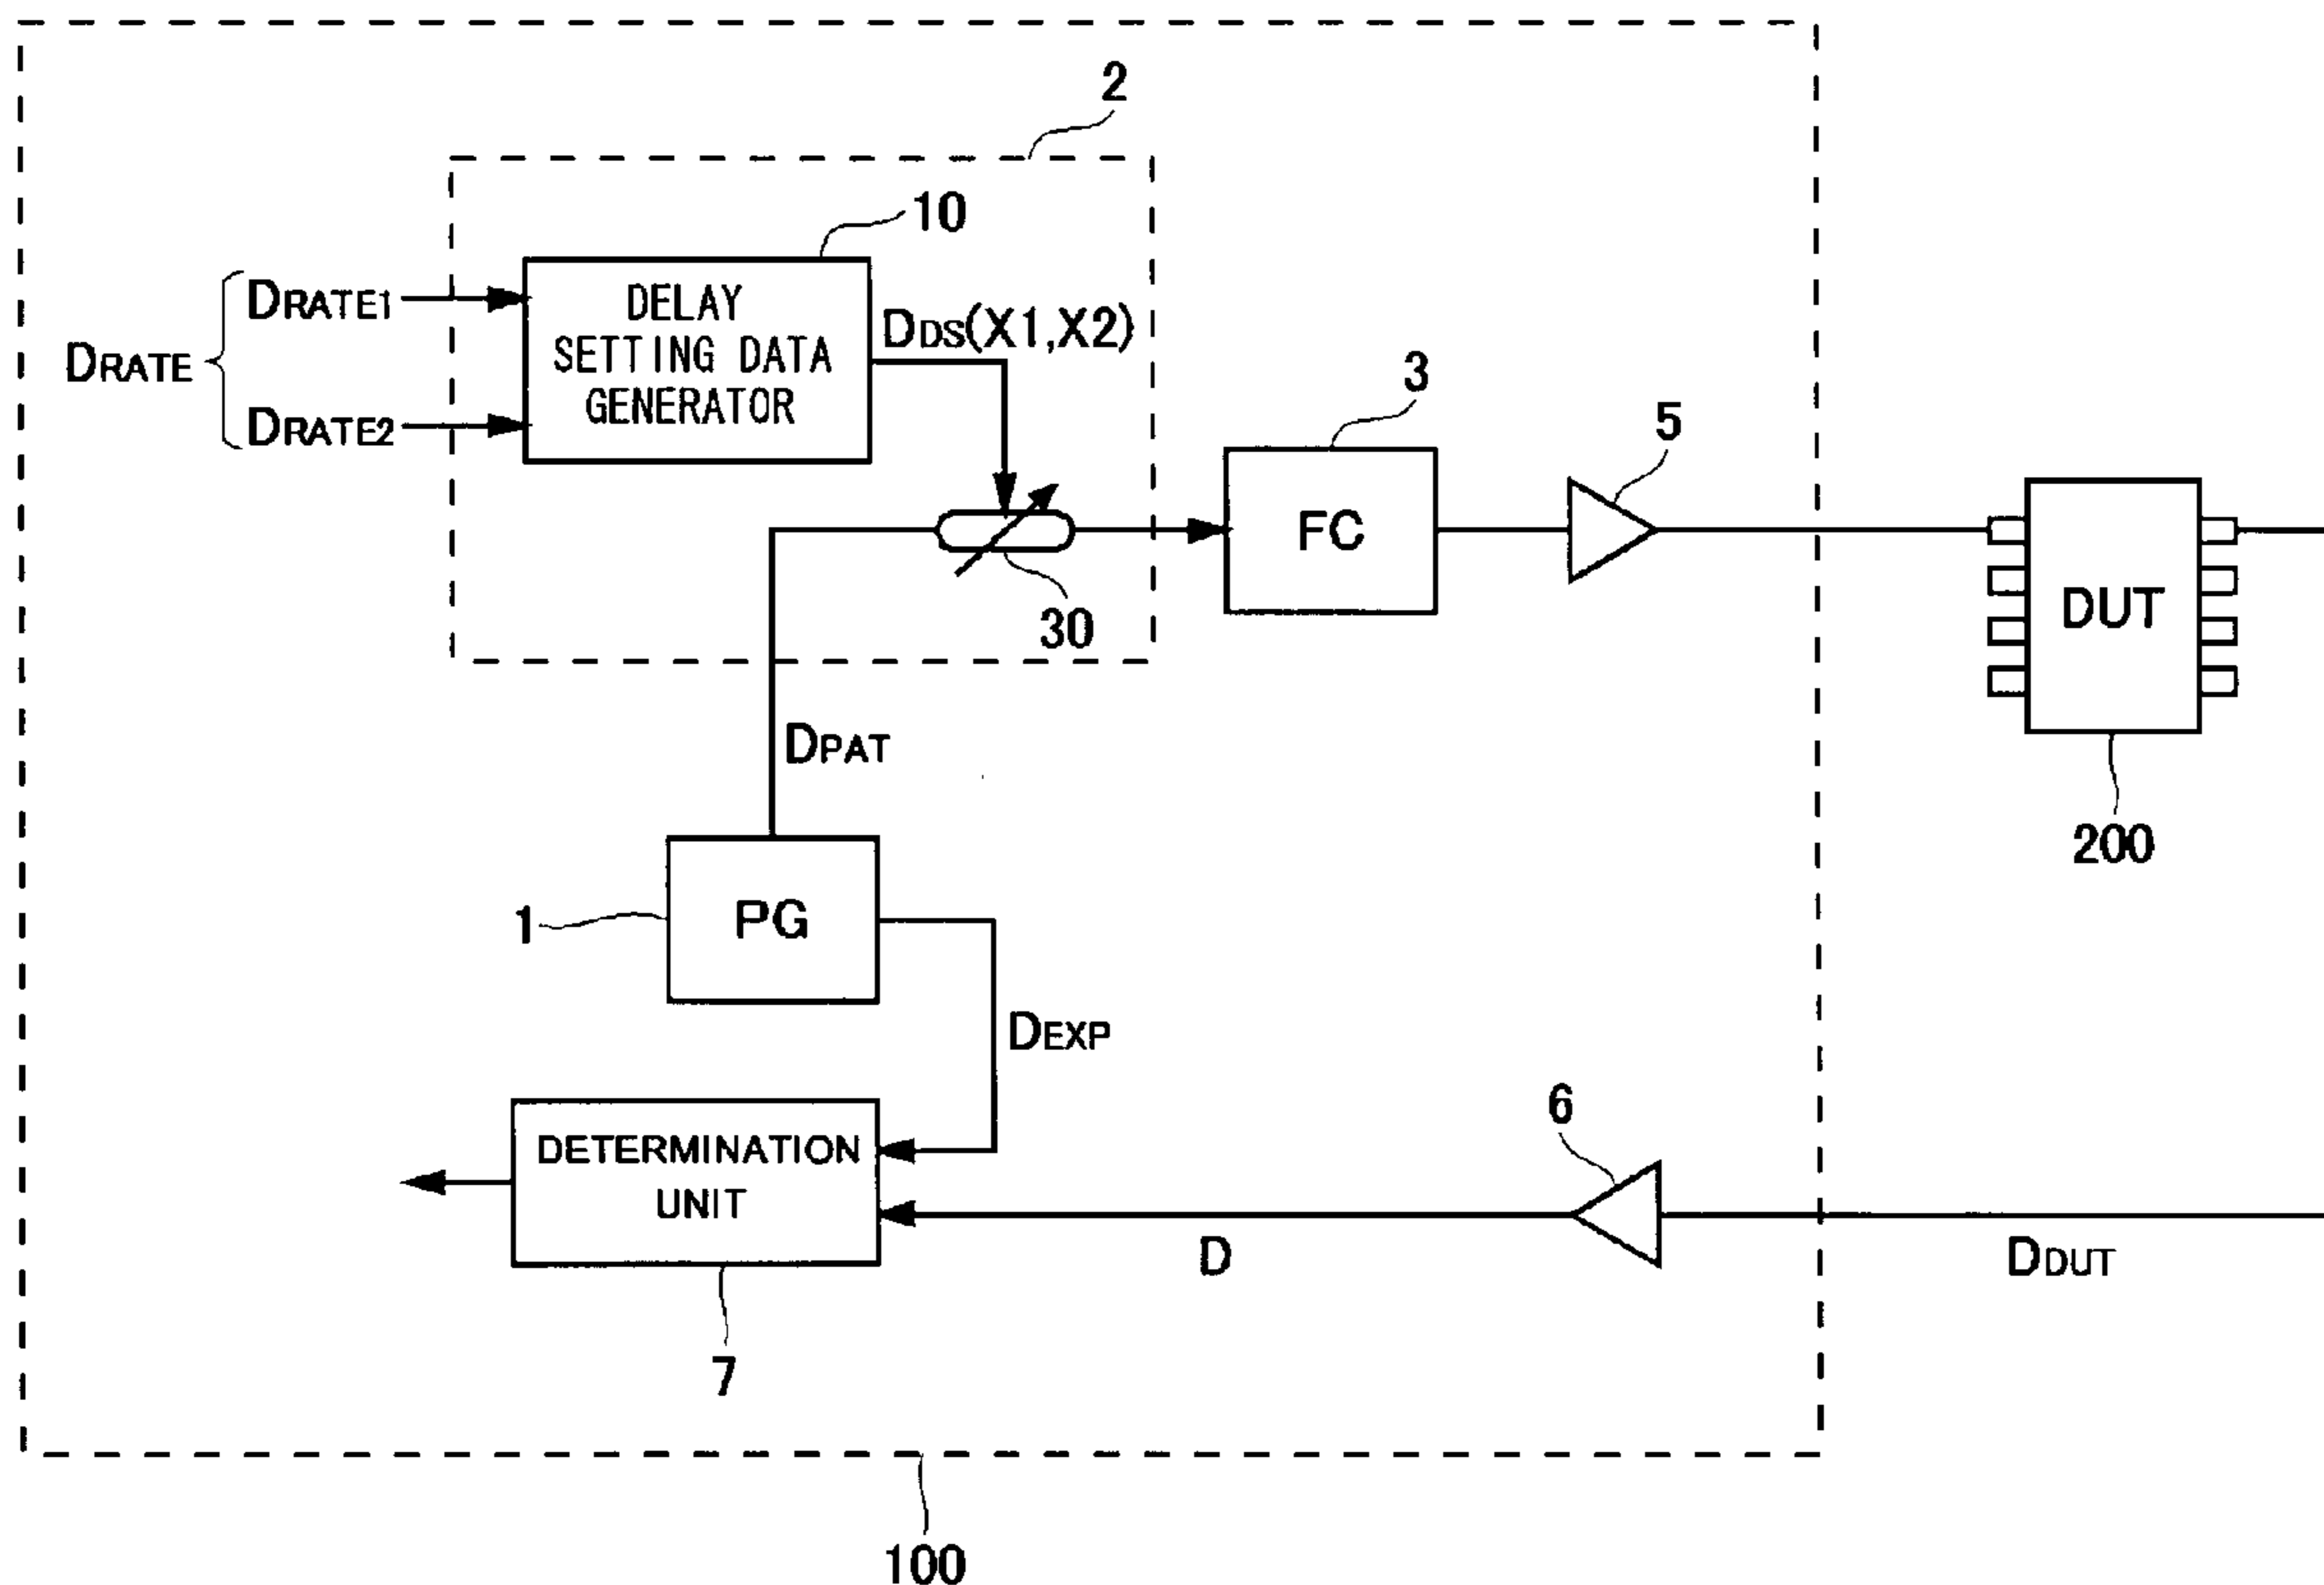 2
10
DRATE1
DRATE
DRATE2
DELAY
SETTING DATA
GENERATOR
DDS(X1,X2)
3
5
FC
30
DUT
200
DPAT
1
PG
DEXP
DETERMINATION
UNIT
6
D
DDUT
7
100